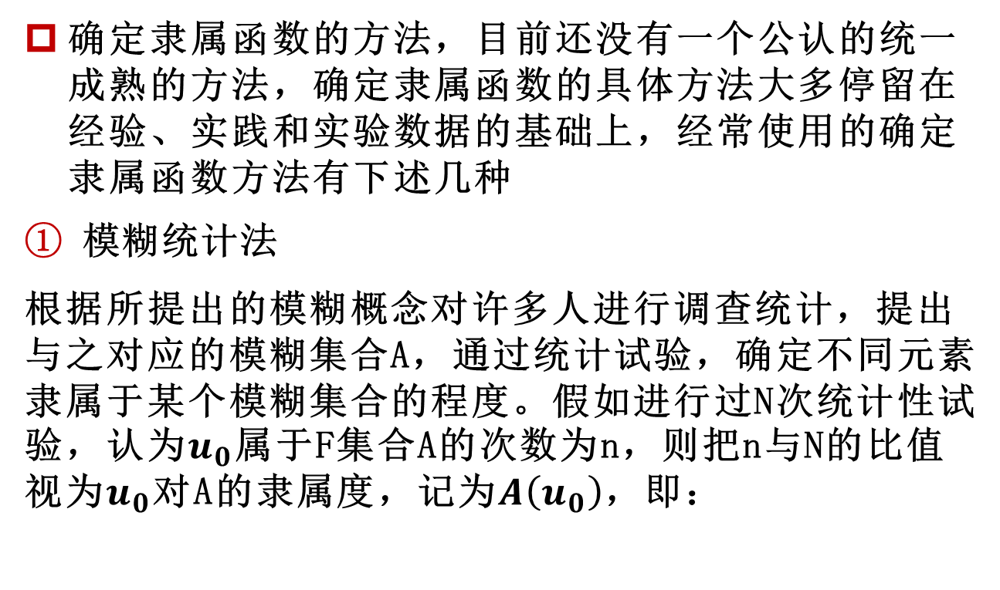 确定隶属函数的方法，目前还没有一个公认的统一
成熟的方法，确定隶属函数的具体方法大多停留在
经验、实践和实验数据的基础上，经常使用的确定
隶属函数方法有下述几种
① 模糊统计法
根据所提出的模糊概念对许多人进行调查统计，提出
与之对应的模糊集合A，通过统计试验，确定不同元素
隶属于某个模糊集合的程度。假如进行过N次统计性试
验，认为u₀属于F集合A的次数为n，则把n与N的比值
视为u₀对A的隶属度，记为A(u₀)，即：